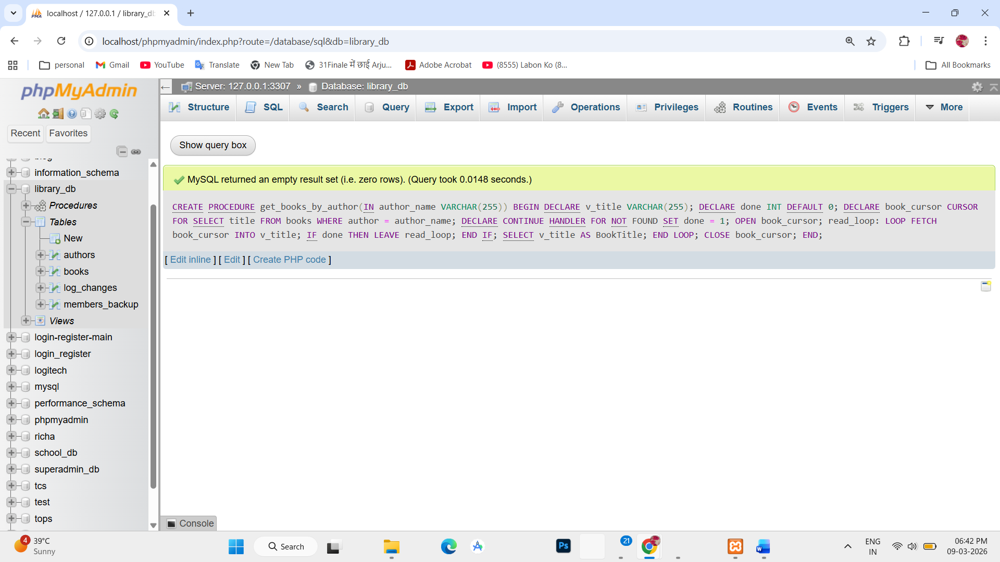 localhost / 127.0.0.1 / library_db
localhost/phpmyadmin/index.php?route=/database/sql&db=library_db
personal
Gmail
YouTube
Translate
New Tab
31Finale में छाई Arju...
Adobe Acrobat
(8555) Labon Ko (8...
All Bookmarks
phpMyAdmin
Recent
Favorites
blog
information_schema
library_db
Procedures
Tables
New
authors
books
log_changes
members_backup
Views
login-register-main
login_register
logitech
mysql
performance_schema
phpmyadmin
richa
school_db
superadmin_db
tcs
test
tops
Server: 127.0.0.1:3307 » Database: library_db
Structure
SQL
Search
Query
Export
Import
Operations
Privileges
Routines
Events
Triggers
More
Show query box
MySQL returned an empty result set (i.e. zero rows). (Query took 0.0148 seconds.)
CREATE PROCEDURE get_books_by_author(IN author_name VARCHAR(255)) BEGIN DECLARE v_title VARCHAR(255); DECLARE done INT DEFAULT 0; DECLARE book_cursor CURSOR
FOR SELECT title FROM books WHERE author = author_name; DECLARE CONTINUE HANDLER FOR NOT FOUND SET done = 1; OPEN book_cursor; read_loop: LOOP FETCH
book_cursor INTO v_title; IF done THEN LEAVE read_loop; END IF; SELECT v_title AS BookTitle; END LOOP; CLOSE book_cursor; END;
[ Edit inline ] [ Edit ] [ Create PHP code ]
Console
4
39°C
Sunny
Search
Ps
21
ENG
IN
06:42 PM
09-03-2026